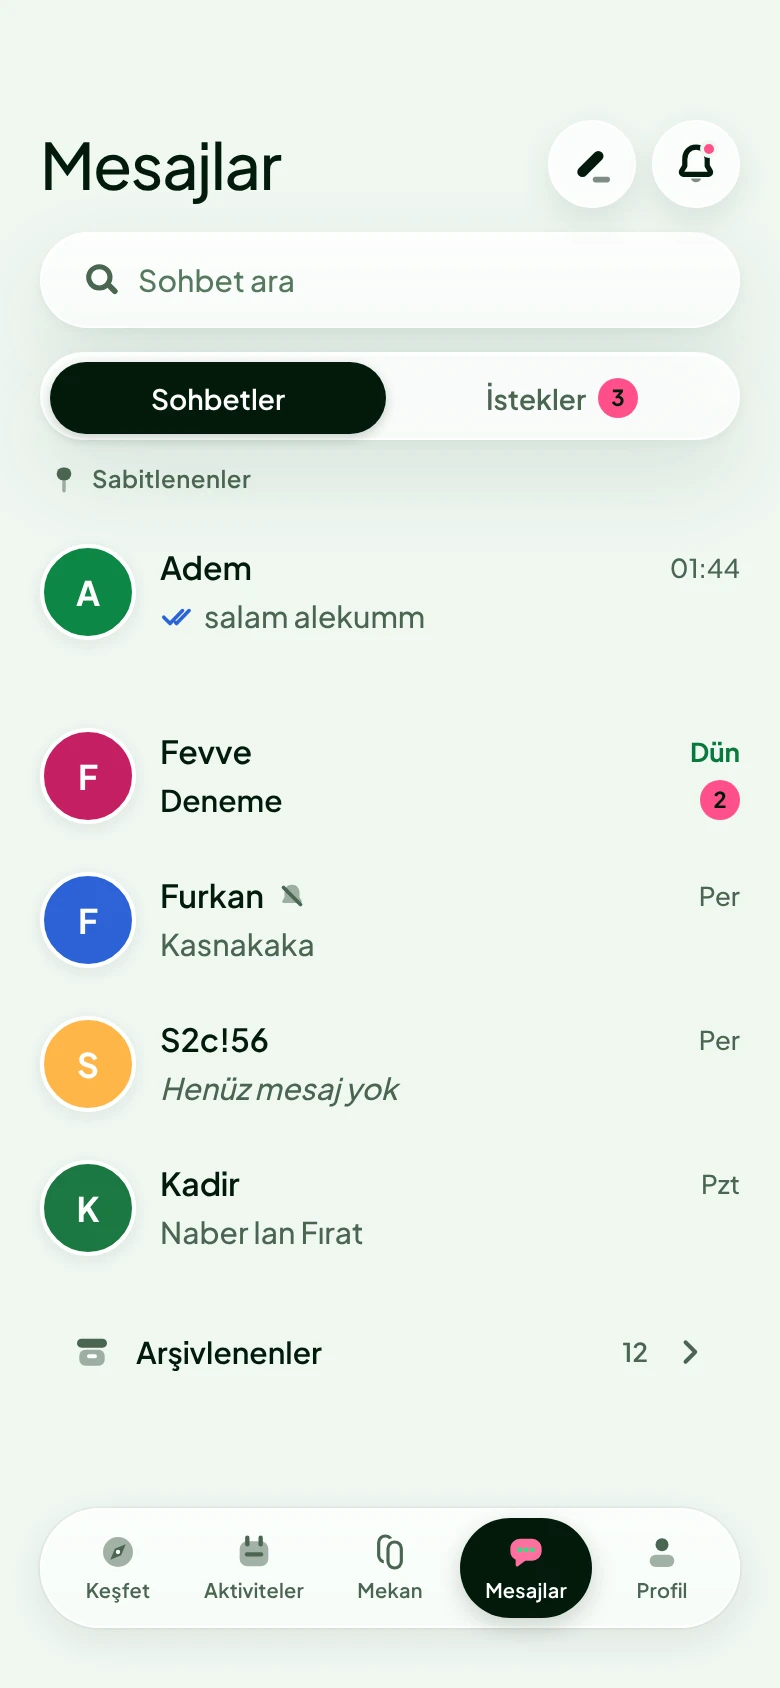 Mesajlar
Sohbet ara
Sohbetler
İstekler 3
Sabitlenenler
A
Adem
01:44
salam alekumm
F
Fevve
Dün
Deneme
2
F
Furkan
Per
Kasnakaka
S
S2c!56
Per
Henüz mesaj yok
K
Kadir
Pzt
Naber lan Fırat
Arşivlenenler
12
Keşfet
Aktiviteler
Mekan
Mesajlar
Profil